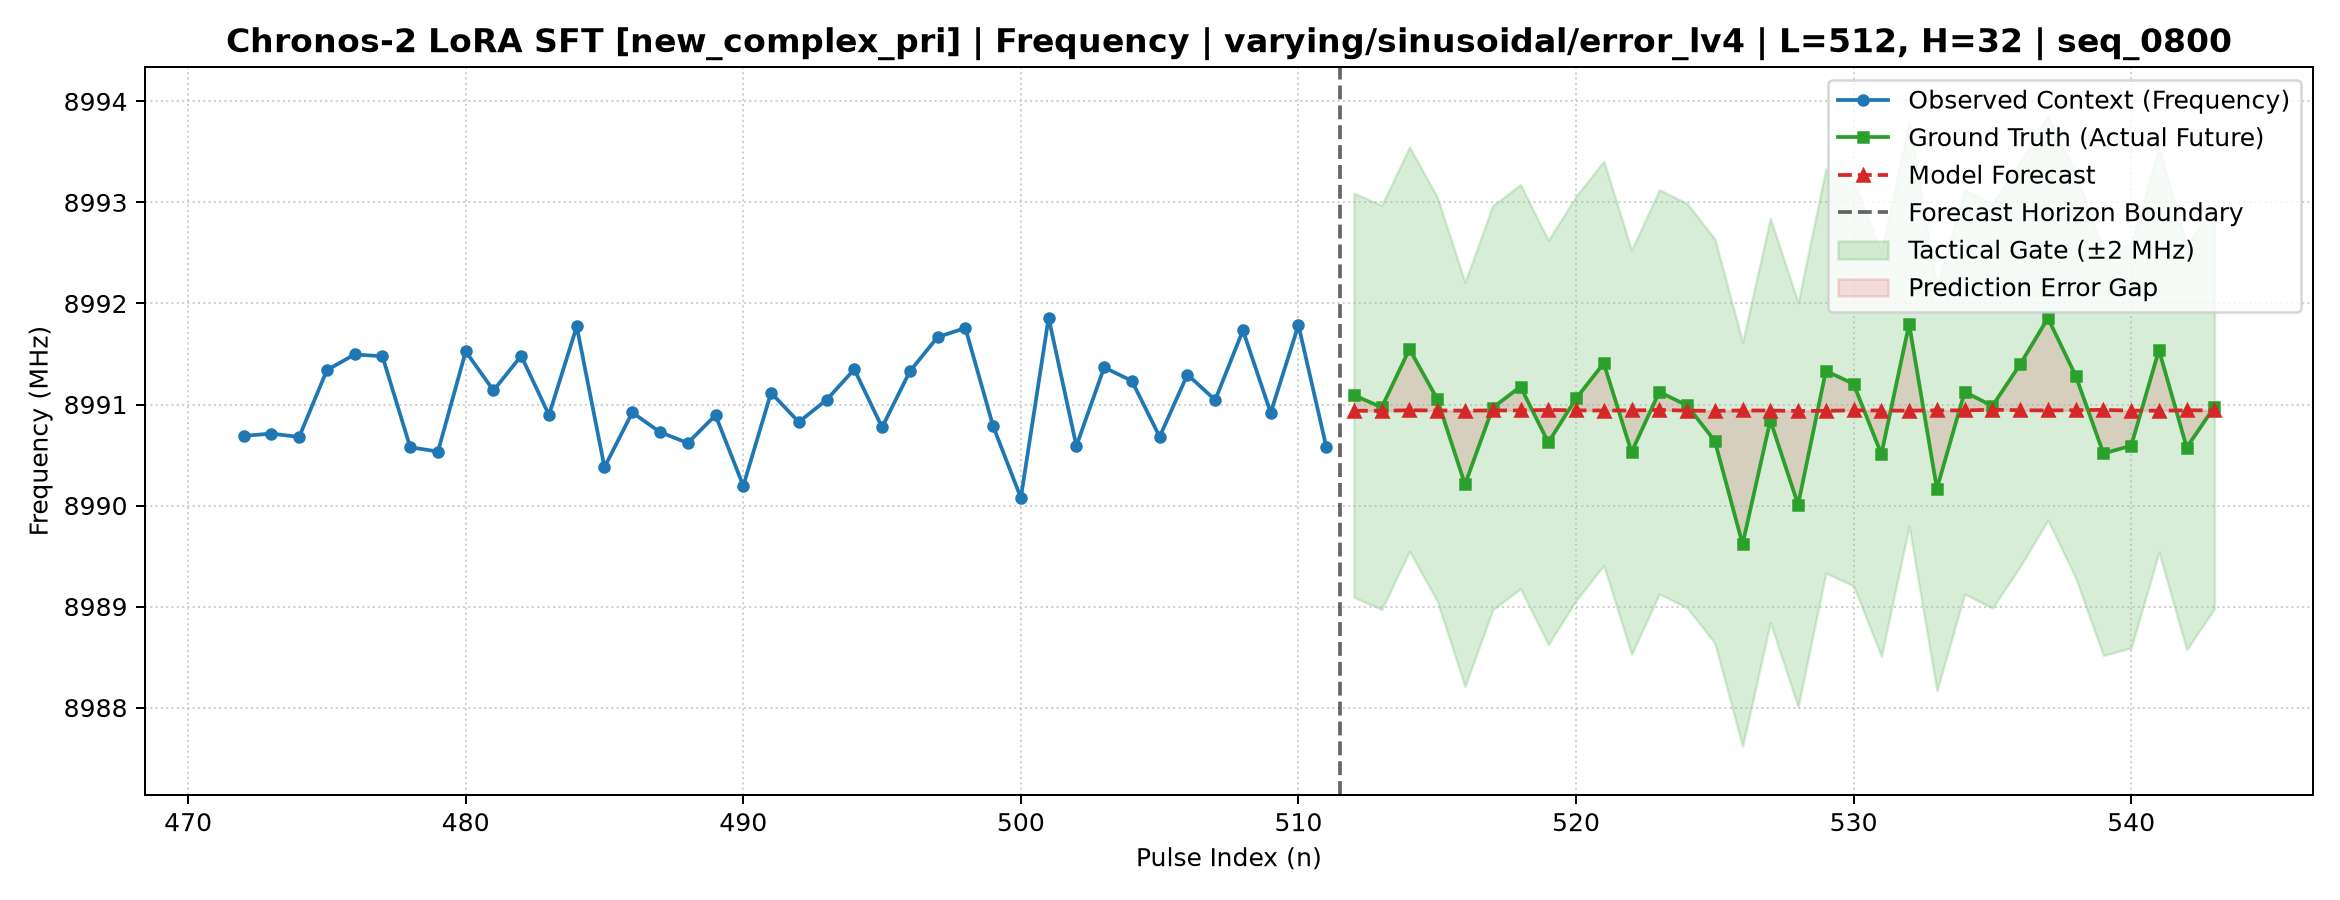 Chronos-2 LoRA SFT [new_complex_pri] | Frequency | varying/sinusoidal/error_lv4 | L=512, H=32 | seq_0800
Frequency (MHz)
8994
8993
8992
8991
8990
8989
8988
Observed Context (Frequency)
Ground Truth (Actual Future)
Model Forecast
Forecast Horizon Boundary
Tactical Gate (±2 MHz)
Prediction Error Gap
470 480 490 500 510 520 530 540
Pulse Index (n)